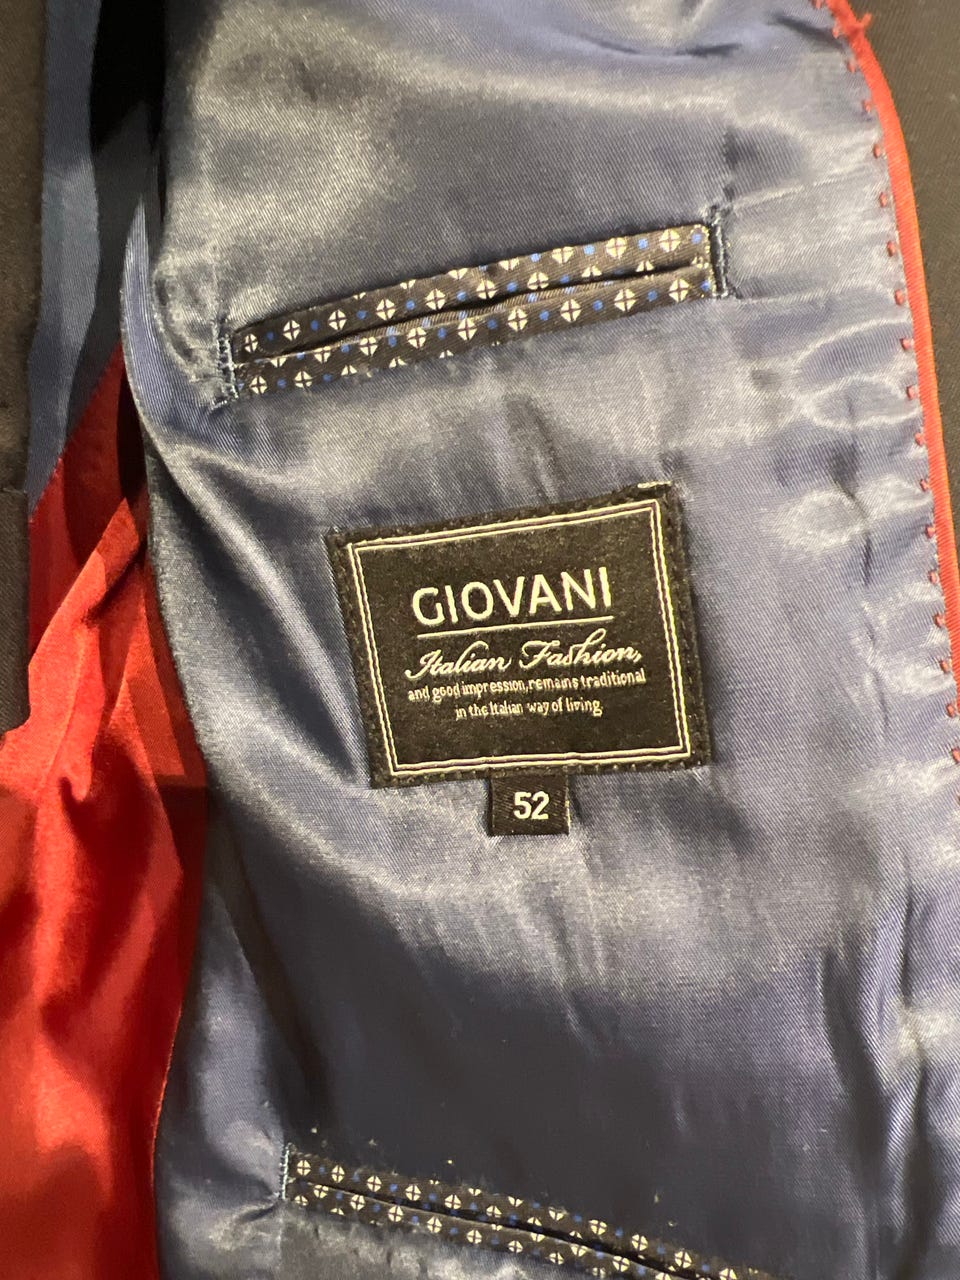 GIOVANI
Italian Fashion,
and good impression, remains traditional
in the Italian way of living
52